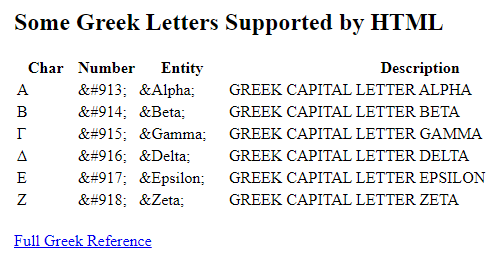 Some Greek Letters Supported by HTML
Char Number Entity Description
Α &#913; &Alpha; GREEK CAPITAL LETTER ALPHA
Β &#914; &Beta; GREEK CAPITAL LETTER BETA
Γ &#915; &Gamma; GREEK CAPITAL LETTER GAMMA
Δ &#916; &Delta; GREEK CAPITAL LETTER DELTA
Ε &#917; &Epsilon; GREEK CAPITAL LETTER EPSILON
Ζ &#918; &Zeta; GREEK CAPITAL LETTER ZETA
Full Greek Reference